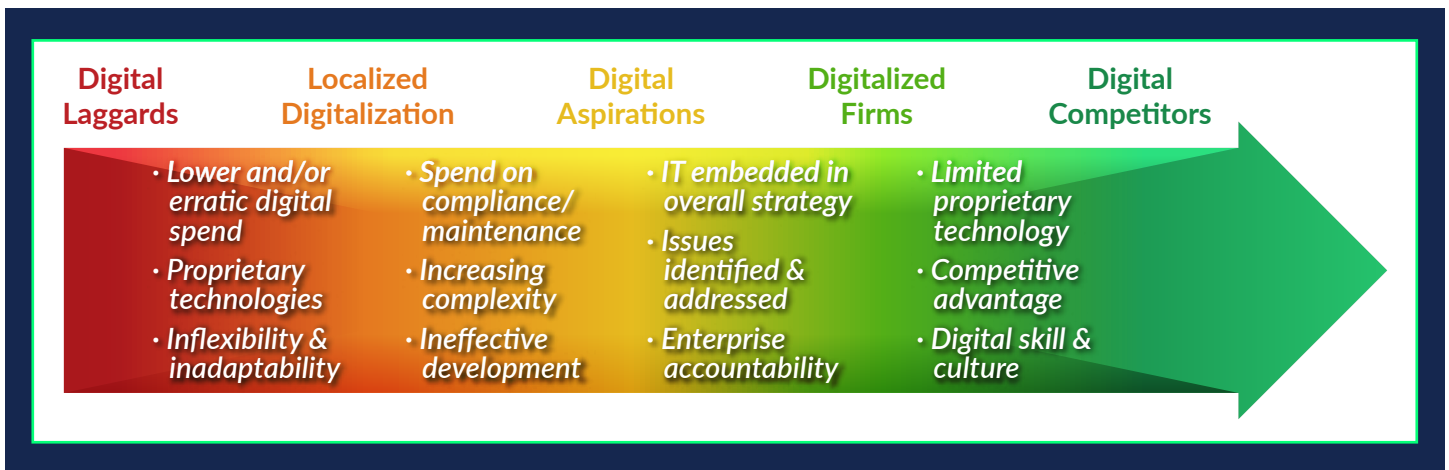 Digital
Laggards
Localized
Digitalization
Digital
Aspirations
Digitalized
Firms
Digital
Competitors
· Lower and/or
erratic digital
spend
· Proprietary
technologies
· Inflexibility &
inadaptability
· Spend on
compliance/
maintenance
· Increasing
complexity
· Ineffective
development
· IT embedded in
overall strategy
· Issues
identified &
addressed
· Enterprise
accountability
· Limited
proprietary
technology
· Competitive
advantage
· Digital skill &
culture